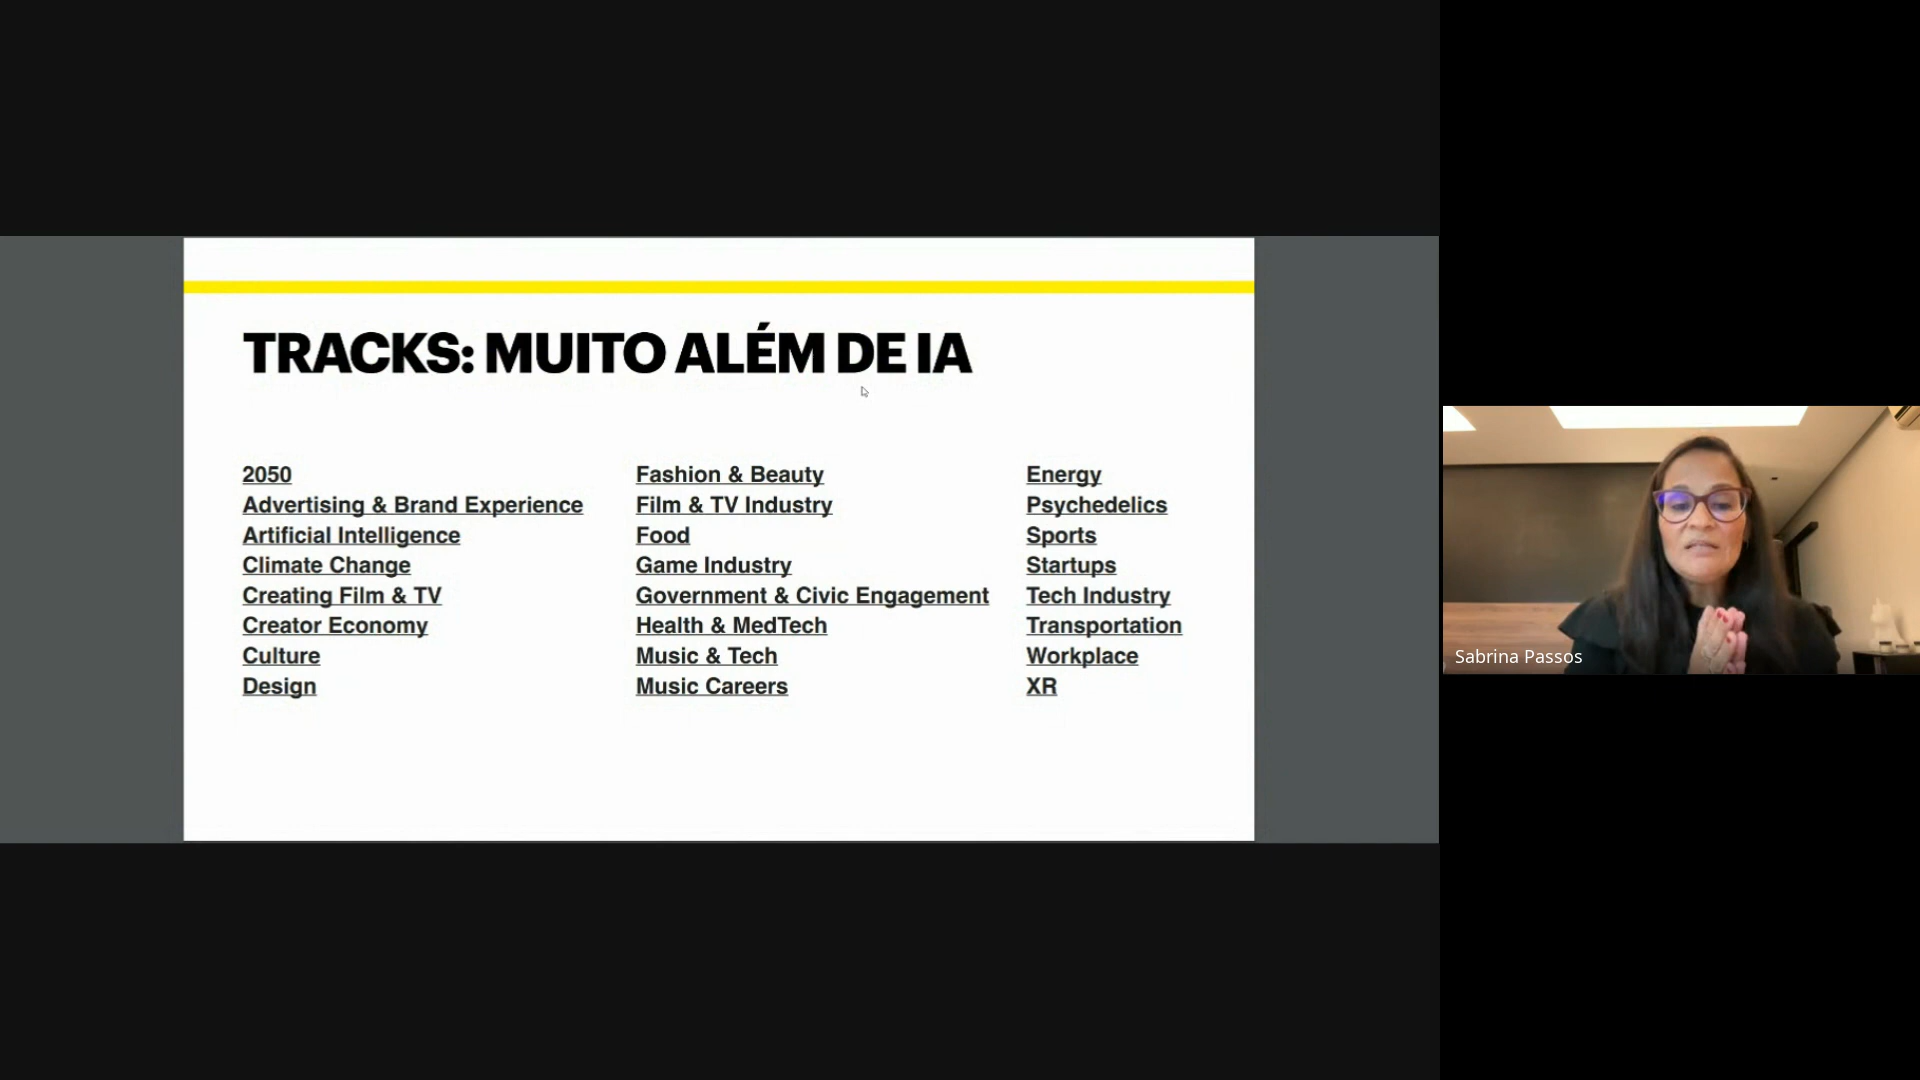 TRACKS: MUITO ALÉM DE IA
2050
Advertising & Brand Experience
Artificial Intelligence
Climate Change
Creating Film & TV
Creator Economy
Culture
Design
Fashion & Beauty
Film & TV Industry
Food
Game Industry
Government & Civic Engagement
Health & MedTech
Music & Tech
Music Careers
Energy
Psychedelics
Sports
Startups
Tech Industry
Transportation
Workplace
XR
Sabrina Passos